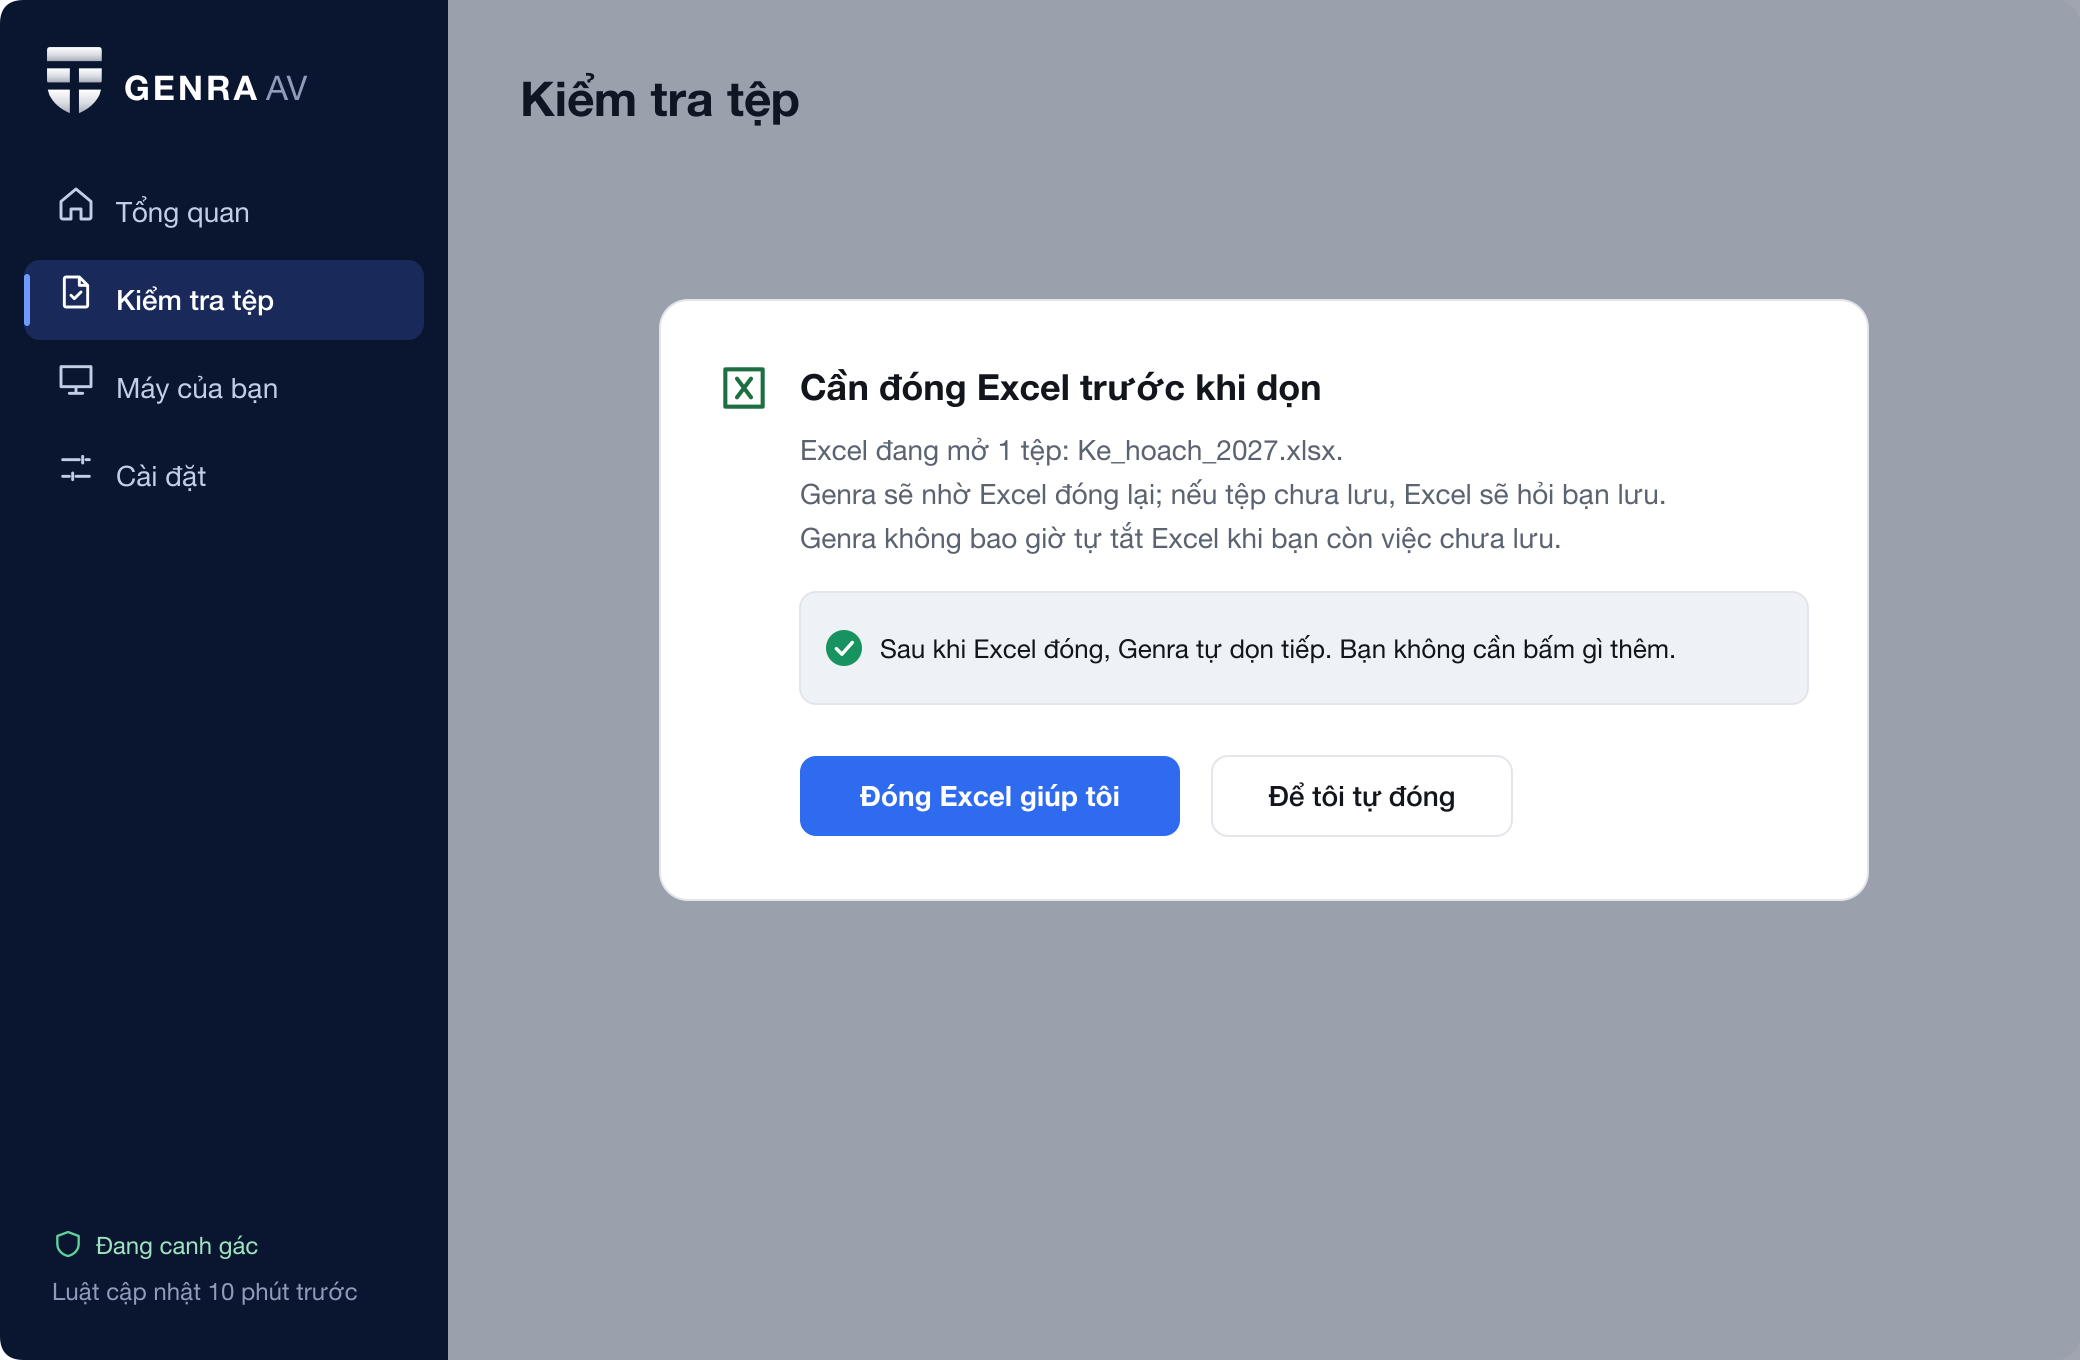 GENRA AV
Tổng quan
Kiểm tra tệp
Máy của bạn
Cài đặt
Đang canh gác
Luật cập nhật 10 phút trước
Kiểm tra tệp
Cần đóng Excel trước khi dọn
Excel đang mở 1 tệp: Ke_hoach_2027.xlsx.
Genra sẽ nhờ Excel đóng lại; nếu tệp chưa lưu, Excel sẽ hỏi bạn lưu.
Genra không bao giờ tự tắt Excel khi bạn còn việc chưa lưu.
Sau khi Excel đóng, Genra tự dọn tiếp. Bạn không cần bấm gì thêm.
Đóng Excel giúp tôi
Để tôi tự đóng